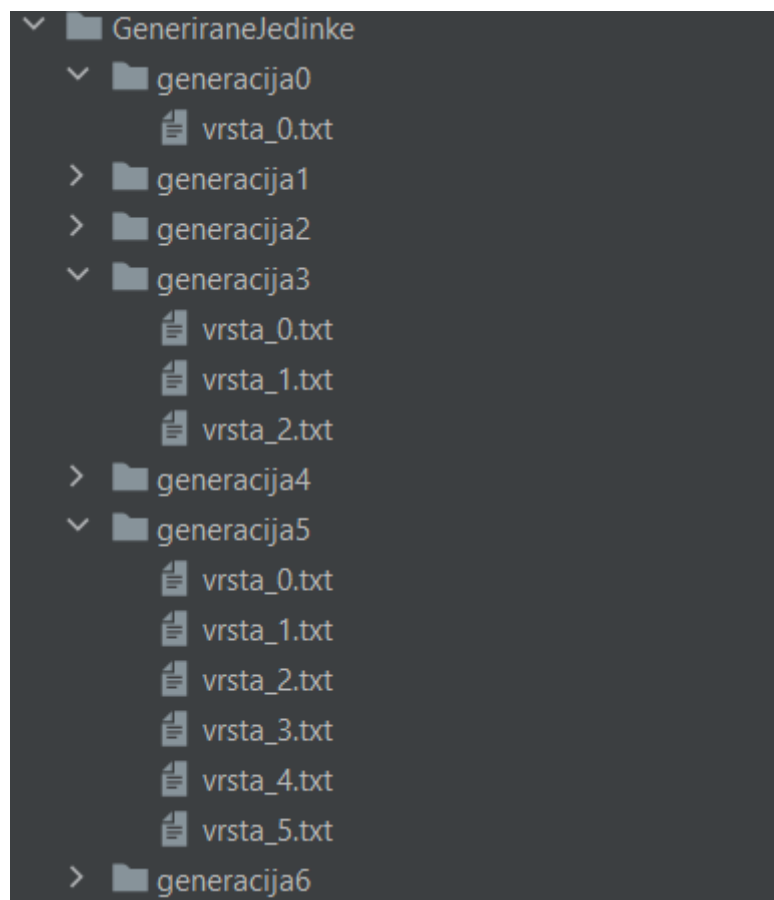 GeneriraneJedinke
generacija0
vrsta_0.txt
generacija1
generacija2
generacija3
vrsta_0.txt
vrsta_1.txt
vrsta_2.txt
generacija4
generacija5
vrsta_0.txt
vrsta_1.txt
vrsta_2.txt
vrsta_3.txt
vrsta_4.txt
vrsta_5.txt
generacija6